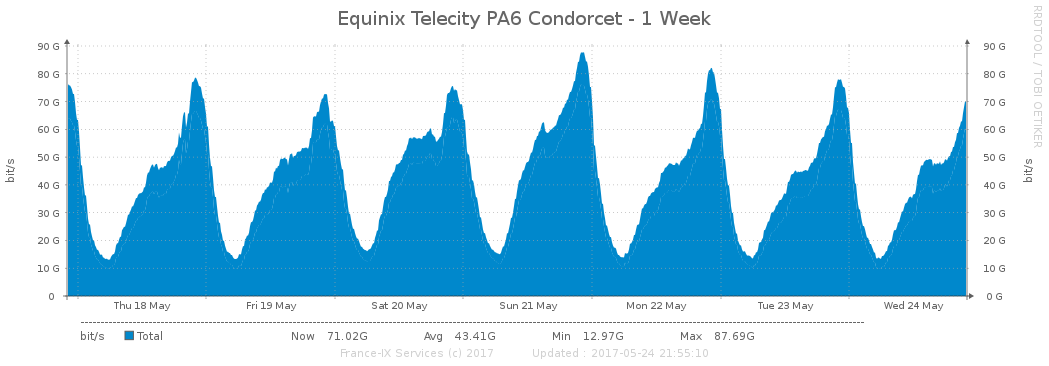 Equinix Telecity PA6 Condorcet - 1 Week
RRDTOOL / TOBI OETIKER
90 G 90 G
80 G 80 G
70 G 70 G
60 G 60 G
50 G 50 G
40 G 40 G
30 G 30 G
20 G 20 G
10 G 10 G
0 0 G
bit/s bit/s
Thu 18 May Fri 19 May Sat 20 May Sun 21 May Mon 22 May Tue 23 May Wed 24 May
bit/s Total Now 71.02G Avg 43.41G Min 12.97G Max 87.69G
France-IX Services (c) 2017 Updated : 2017-05-24 21:55:10